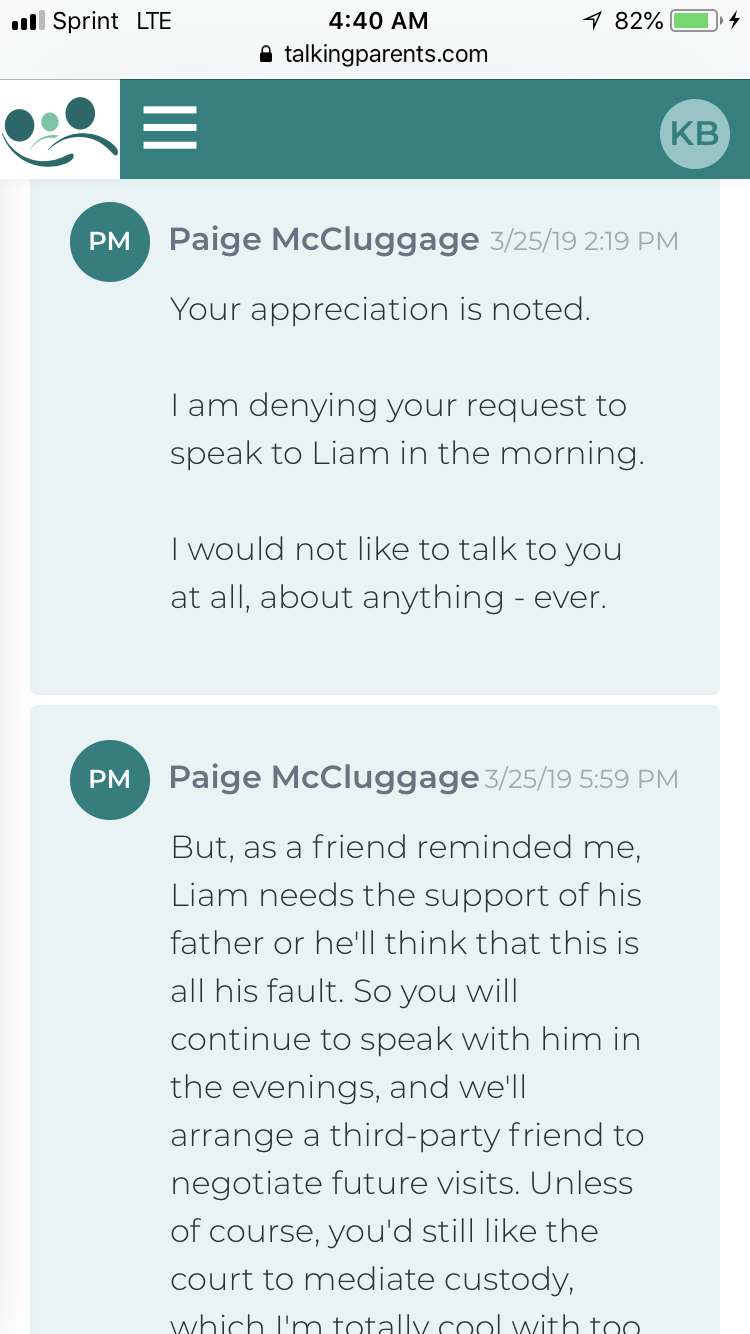 Sprint LTE 4:40 AM 82%
talkingparents.com
KB
PM Paige McCluggage 3/25/19 2:19 PM
Your appreciation is noted.
I am denying your request to
speak to Liam in the morning.
I would not like to talk to you
at all, about anything - ever.
PM Paige McCluggage 3/25/19 5:59 PM
But, as a friend reminded me,
Liam needs the support of his
father or he'll think that this is
all his fault. So you will
continue to speak with him in
the evenings, and we'll
arrange a third-party friend to
negotiate future visits. Unless
of course, you'd still like the
court to mediate custody,
which I'm totally cool with too